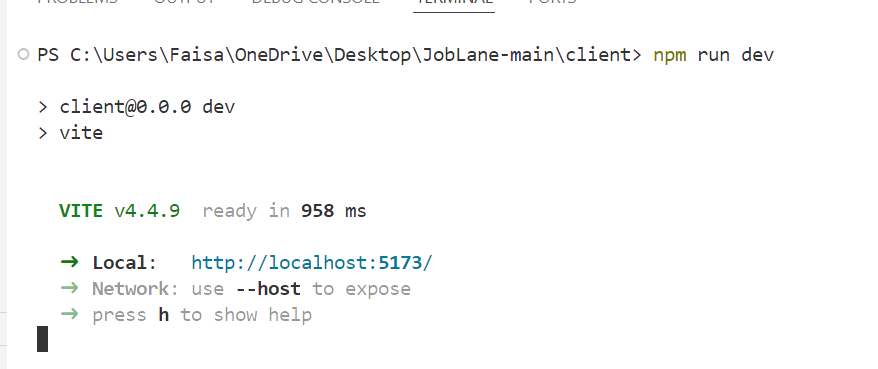 PROBLEMS OUTPUT DEBUG CONSOLE TERMINAL PORTS
PS C:\Users\Faisa\OneDrive\Desktop\JobLane-main\client> npm run dev
> client@0.0.0 dev
> vite
VITE v4.4.9 ready in 958 ms
➜ Local: http://localhost:5173/
➜ Network: use --host to expose
➜ press h to show help